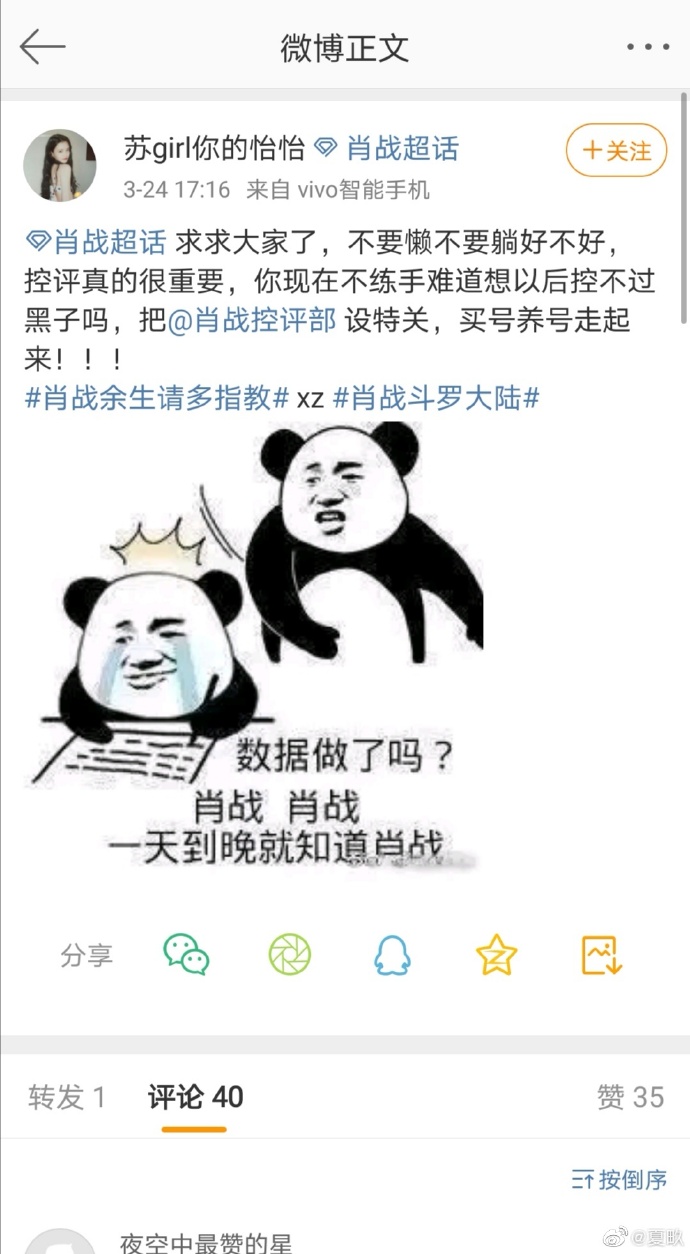 微博正文
苏girl你的怡怡 肖战超话
+关注
3-24 17:16 来自 vivo智能手机
肖战超话 求求大家了，不要懒不要躺好不好，
控评真的很重要，你现在不练手难道想以后控不过
黑子吗，把@肖战控评部 设特关，买号养号走起
来！！！
#肖战余生请多指教# xz #肖战斗罗大陆#
数据做了吗？
肖战 肖战
一天到晚就知道肖战
分享
转发 1 评论 40 赞 35
按倒序
夜空中最赞的星
@夏畹